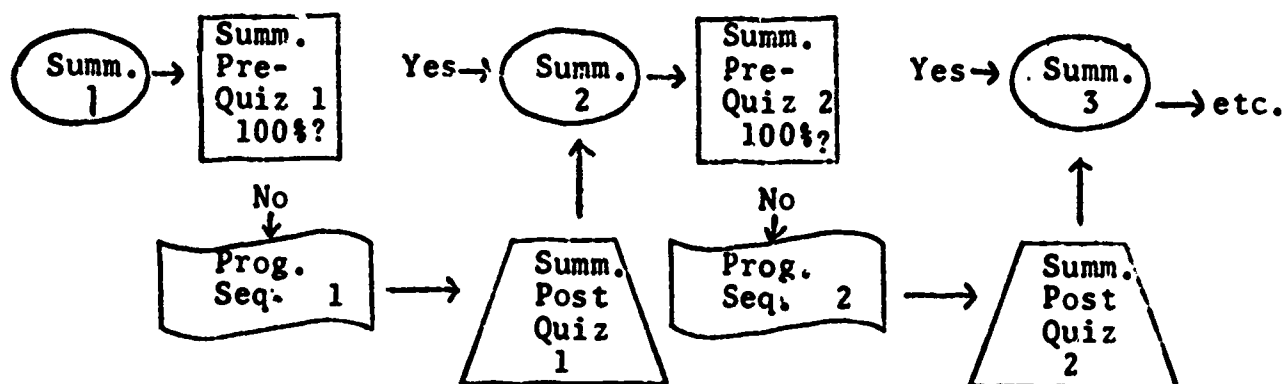 Summ.
1
Summ.
Pre-
Quiz 1
100%?
Yes
Summ.
2
Summ.
Pre-
Quiz 2
100%?
Yes
Summ.
3
etc.
No
Prog.
Seq. 1
Summ.
Post
Quiz
1
No
Prog.
Seq. 2
Summ.
Post
Quiz
2